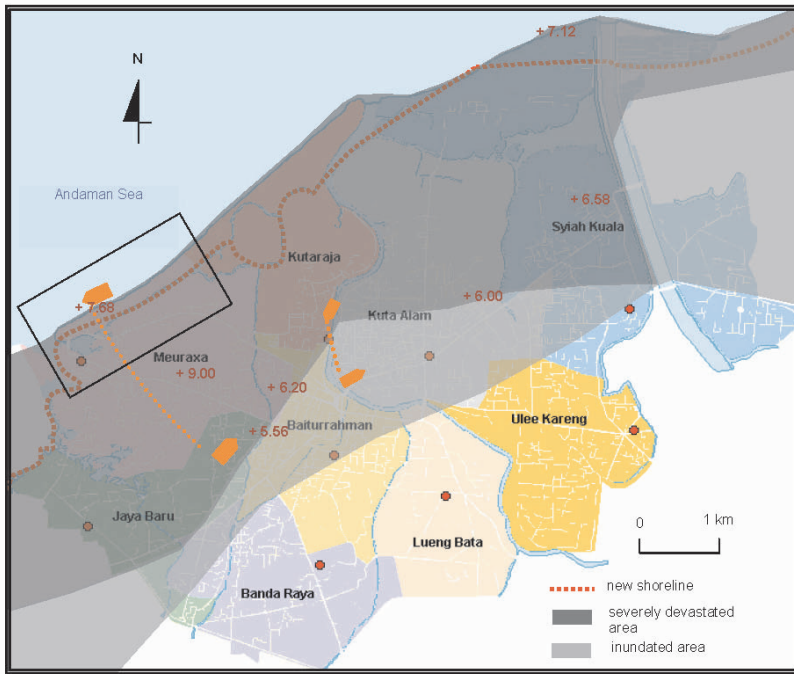 + 7.12
N
Andaman Sea
+ 6.58
Syiah Kuala
Kutaraja
+ 7.68
+ 6.00
Kuta Alam
Meuraxa
+ 9.00
+ 6.20
Baiturrahman
Ulee Kareng
+ 5.56
Jaya Baru
Lueng Bata
0 1 km
Banda Raya
new shoreline
severely devastated
area
inundated area